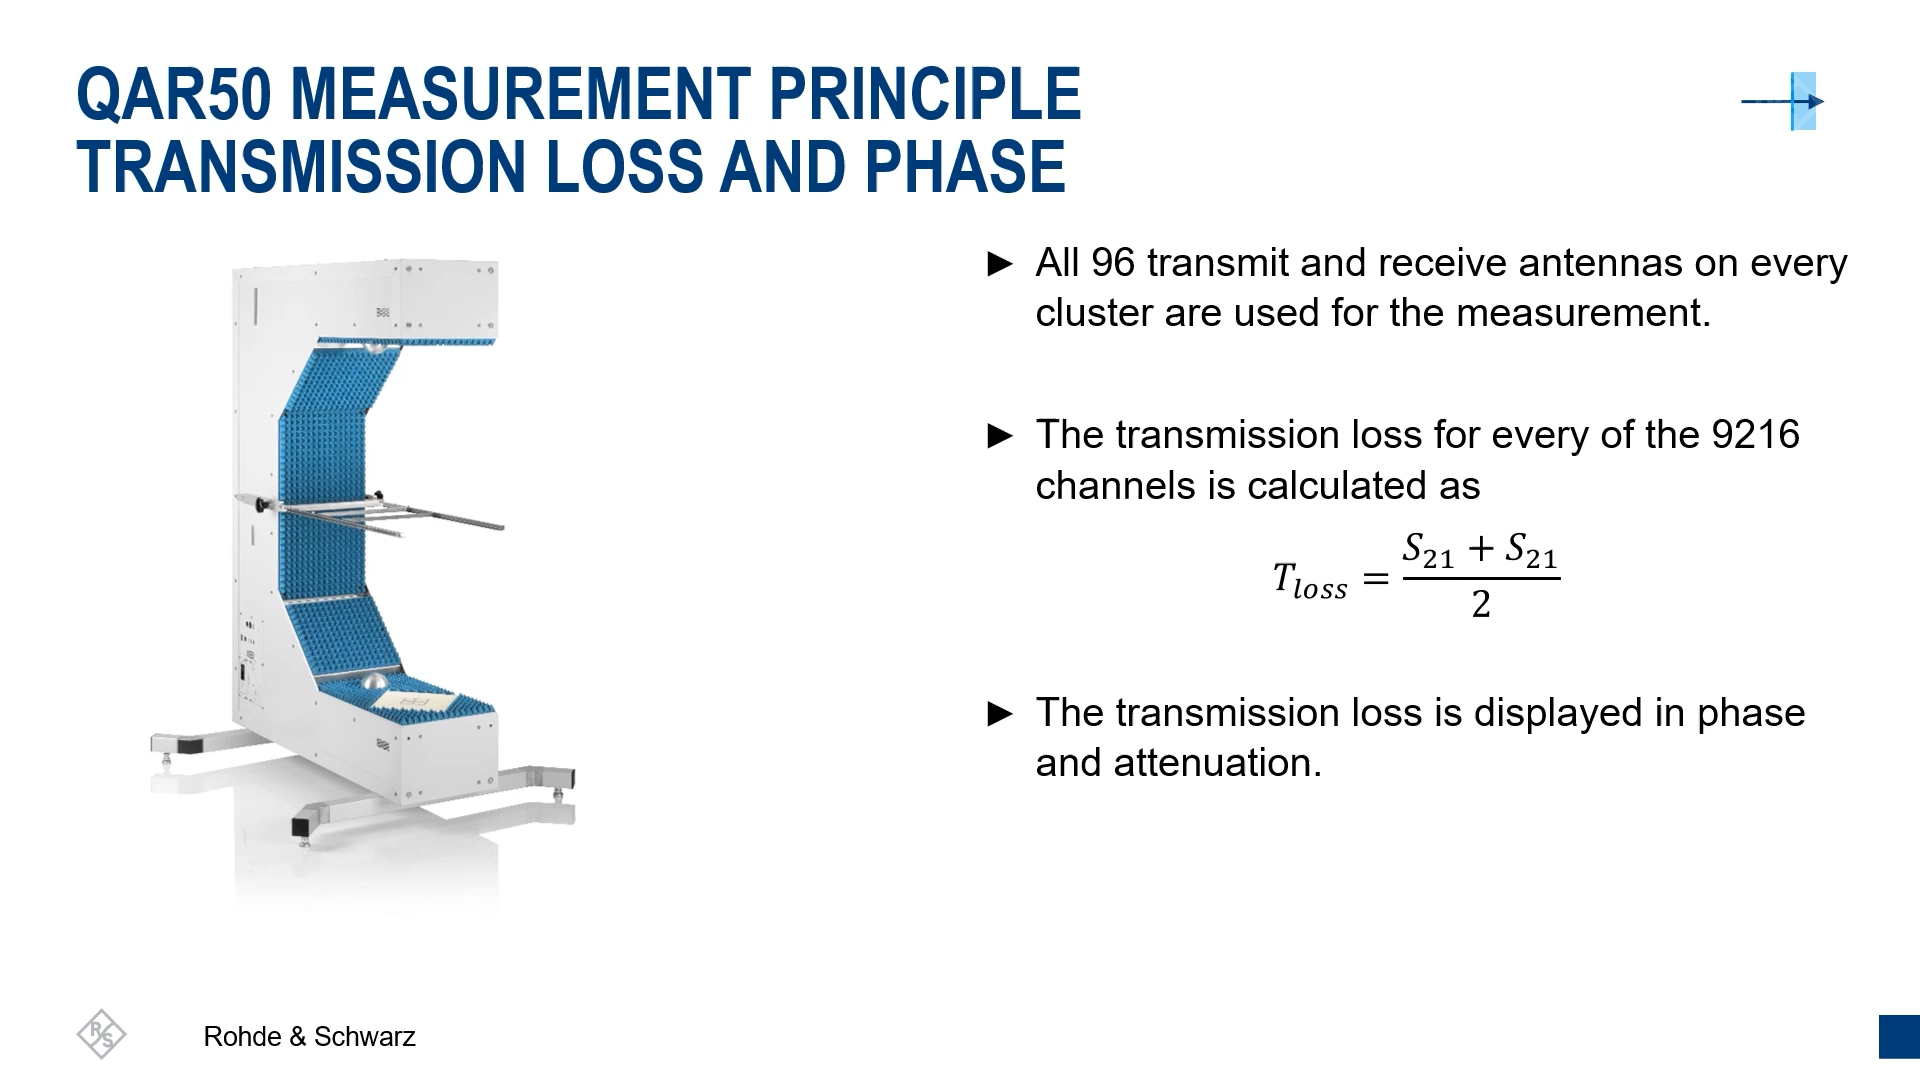 QAR50 MEASUREMENT PRINCIPLE
TRANSMISSION LOSS AND PHASE
► All 96 transmit and receive antennas on every
cluster are used for the measurement.
► The transmission loss for every of the 9216
channels is calculated as
T_loss = (S_21 + S_21) / 2
► The transmission loss is displayed in phase
and attenuation.
R S
Rohde & Schwarz